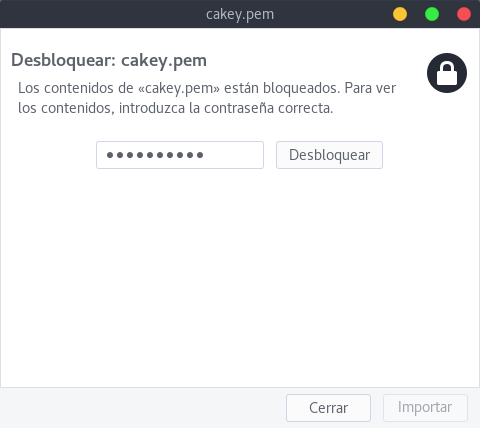 cakey.pem
Desbloquear: cakey.pem
Los contenidos de «cakey.pem» están bloqueados. Para ver
los contenidos, introduzca la contraseña correcta.
●●●●●●●●●● Desbloquear
Cerrar Importar